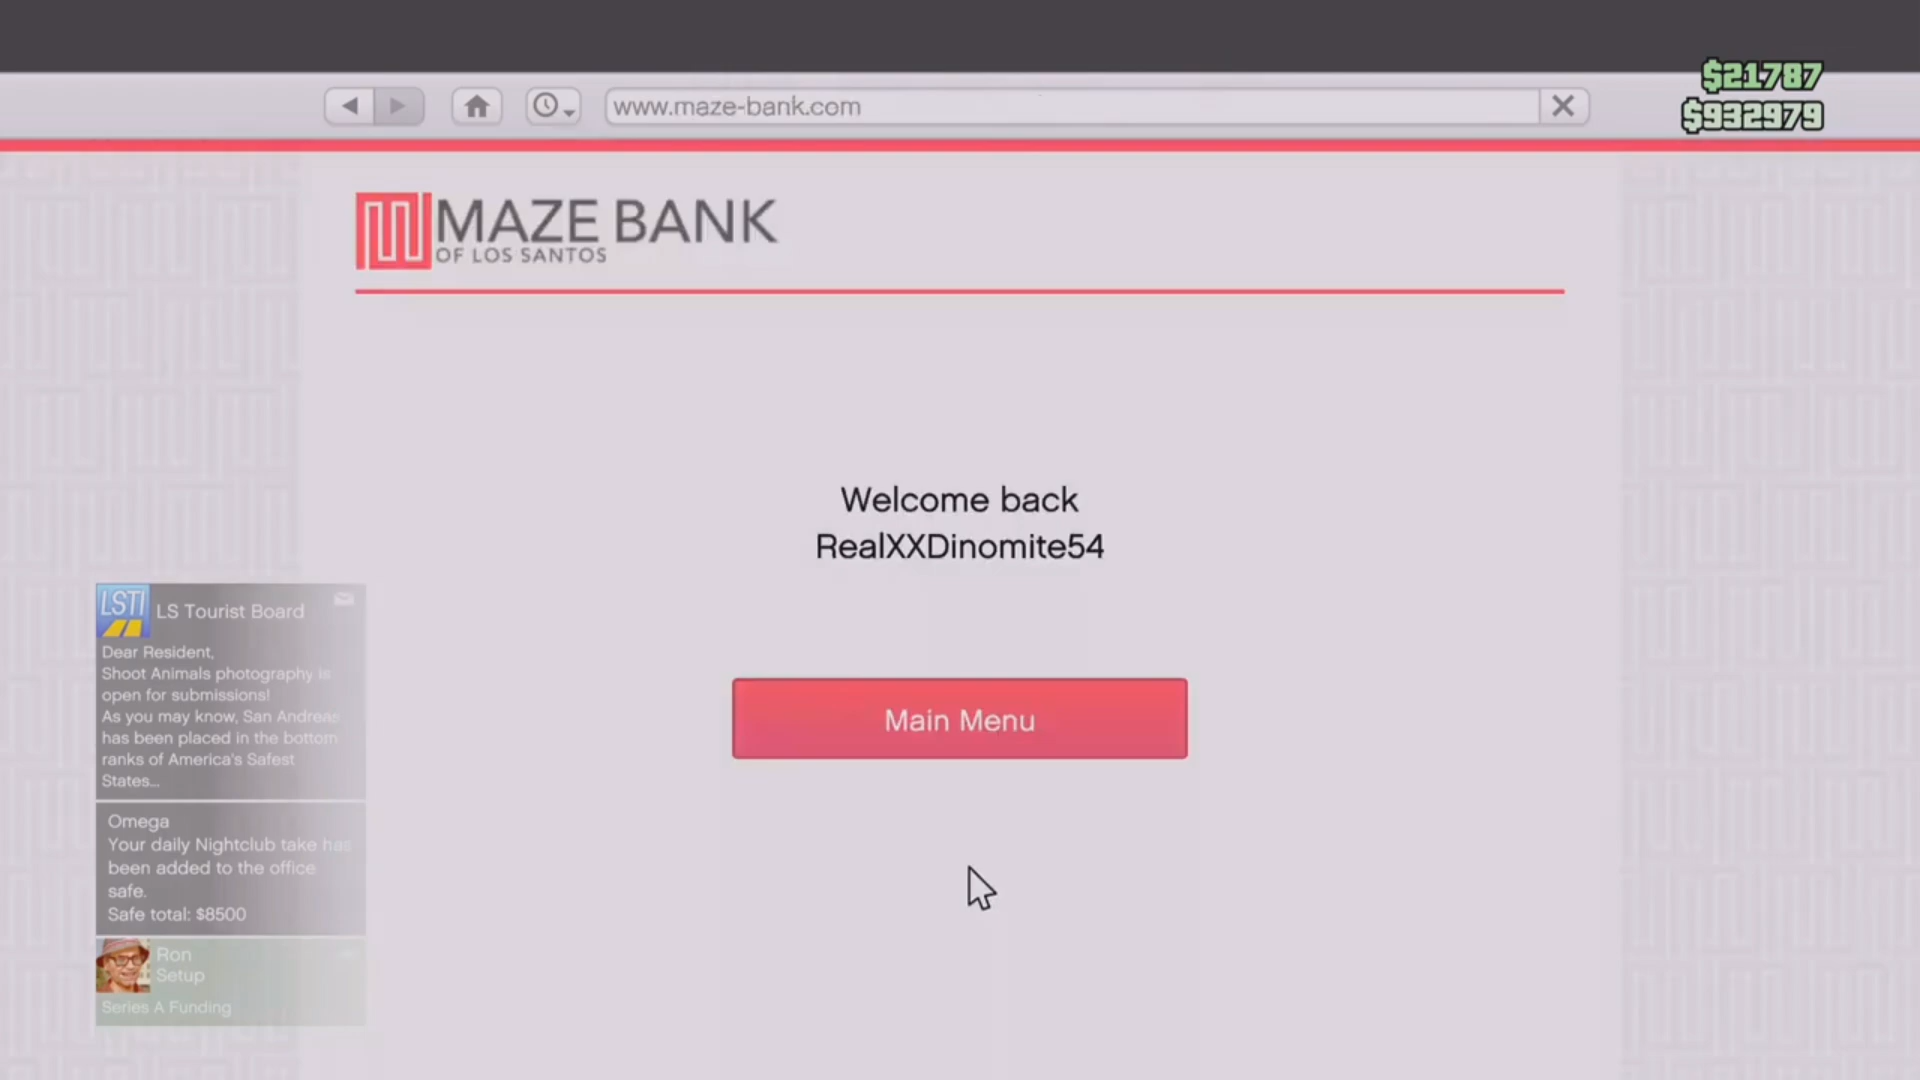 $21787
www.maze-bank.com
$932979
MAZE BANK
OF LOS SANTOS
Welcome back
RealXXDinomite54
Main Menu
LSTI
LS Tourist Board
Dear Resident,
Shoot Animals photography is
open for submissions!
As you may know, San Andreas
has been placed in the bottom
ranks of America's Safest
States...
Omega
Your daily Nightclub take has
been added to the office
safe.
Safe total: $8500
Ron
Setup
Series A Funding